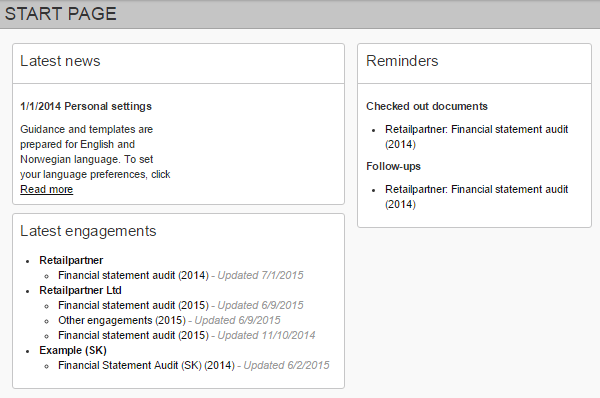 START PAGE
Latest news
1/1/2014 Personal settings
Guidance and templates are
prepared for English and
Norwegian language. To set
your language preferences, click
Read more
Latest engagements
Retailpartner
Financial statement audit (2014) - Updated 7/1/2015
Retailpartner Ltd
Financial statement audit (2015) - Updated 6/9/2015
Other engagements (2015) - Updated 6/9/2015
Financial statement audit (2015) - Updated 11/10/2014
Example (SK)
Financial Statement Audit (SK) (2014) - Updated 6/2/2015
Reminders
Checked out documents
Retailpartner: Financial statement audit
(2014)
Follow-ups
Retailpartner: Financial statement audit
(2014)